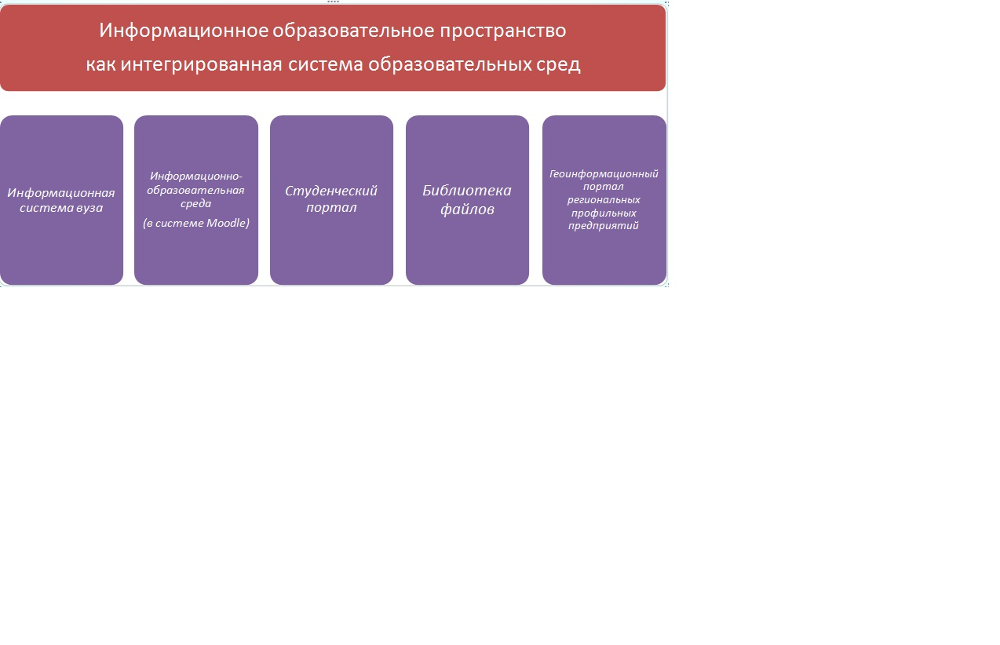 Информационное образовательное пространство
как интегрированная система образовательных сред
Информационная
система вуза
Информационно-
образовательная
среда
(в системе Moodle)
Студенческий
портал
Библиотека
файлов
Геоинформационный
портал
региональных
профильных
предприятий